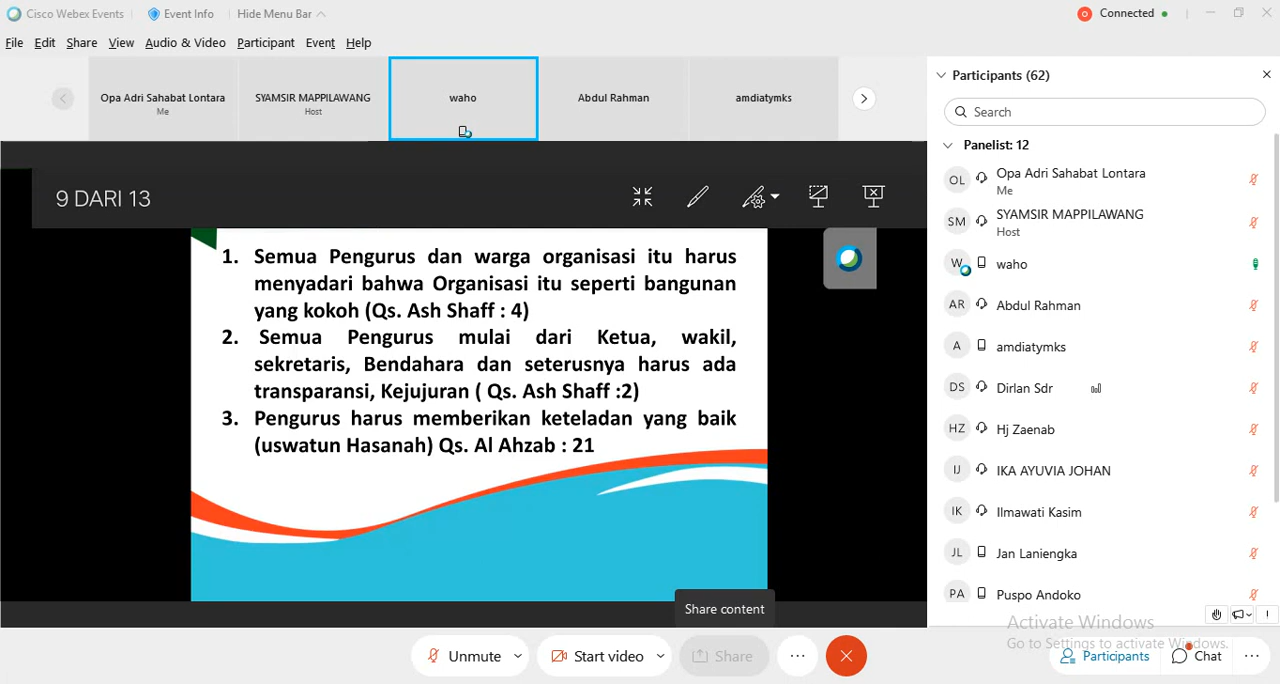 Cisco Webex Events
Event Info
Hide Menu Bar
Connected
File Edit Share View Audio & Video Participant Event Help
Opa Adri Sahabat Lontara
Me
SYAMSIR MAPPILAWANG
Host
waho
Abdul Rahman
amdiatymks
9 DARI 13
1. Semua Pengurus dan warga organisasi itu harus
menyadari bahwa Organisasi itu seperti bangunan
yang kokoh (Qs. Ash Shaff : 4)
2. Semua Pengurus mulai dari Ketua, wakil,
sekretaris, Bendahara dan seterusnya harus ada
transparansi, Kejujuran ( Qs. Ash Shaff :2)
3. Pengurus harus memberikan keteladan yang baik
(uswatun Hasanah) Qs. Al Ahzab : 21
Share content
Unmute
Start video
Share
Participants (62)
Search
Panelist: 12
OL Opa Adri Sahabat Lontara
Me
SM SYAMSIR MAPPILAWANG
Host
W waho
AR Abdul Rahman
A amdiatymks
DS Dirlan Sdr
HZ Hj Zaenab
IJ IKA AYUVIA JOHAN
IK Ilmawati Kasim
JL Jan Laniengka
PA Puspo Andoko
Activate Windows
Go to Settings to activate Windows.
Participants
Chat